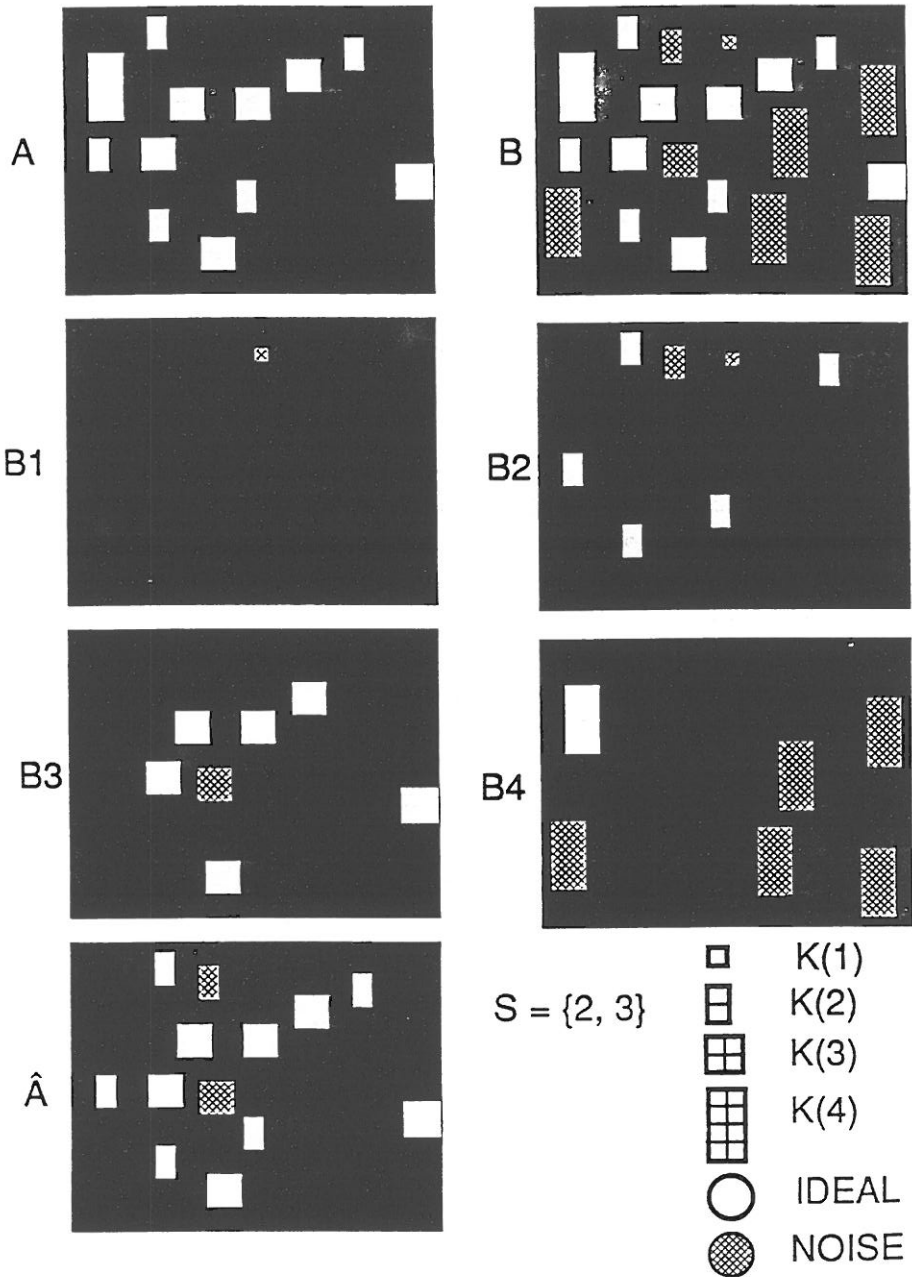 A
B
B1
B2
B3
B4
Â
S = {2, 3}
K(1)
K(2)
K(3)
K(4)
IDEAL
NOISE